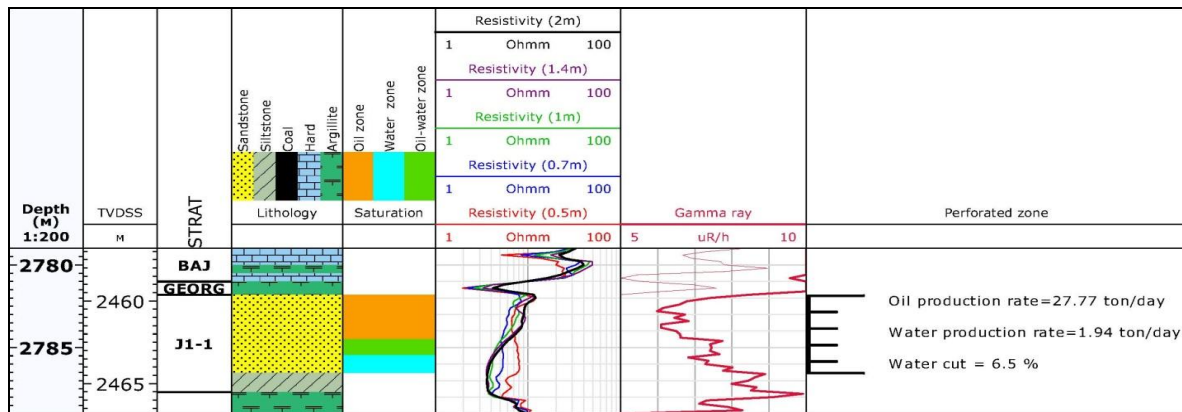 Resistivity (2m)
1 Ohmm 100
Resistivity (1.4m)
1 Ohmm 100
Resistivity (1m)
1 Ohmm 100
Resistivity (0.7m)
1 Ohmm 100
Resistivity (0.5m)
1 Ohmm 100
Sandstone
Siltstone
Coal
Hard
Argillite
Oil zone
Water zone
Oil-water zone
Depth
(м)
1:200
TVDSS
м
STRAT
Lithology
Saturation
Gamma ray
5 uR/h 10
Perforated zone
2780
2785
2460
2465
BAJ
GEORG
J1-1
Oil production rate=27.77 ton/day
Water production rate=1.94 ton/day
Water cut = 6.5 %